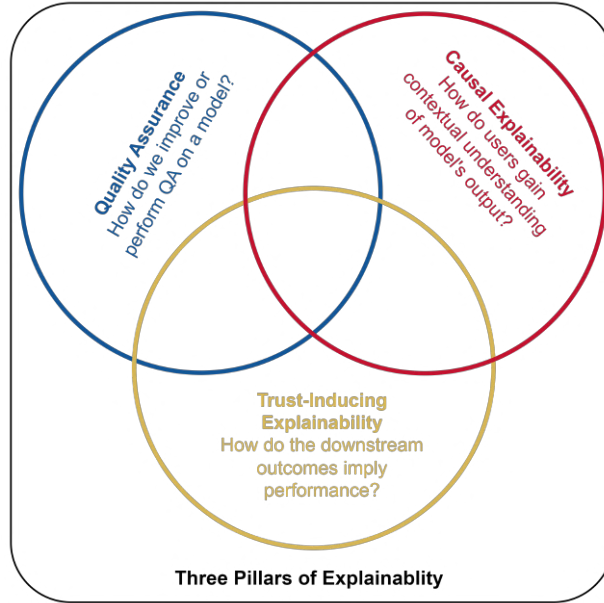 Quality Assurance
How do we improve or
perform QA on a model?
Causal Explainability
How do users gain
contextual understanding
of model's output?
Trust-Inducing
Explainability
How do the downstream
outcomes imply
performance?
Three Pillars of Explainablity